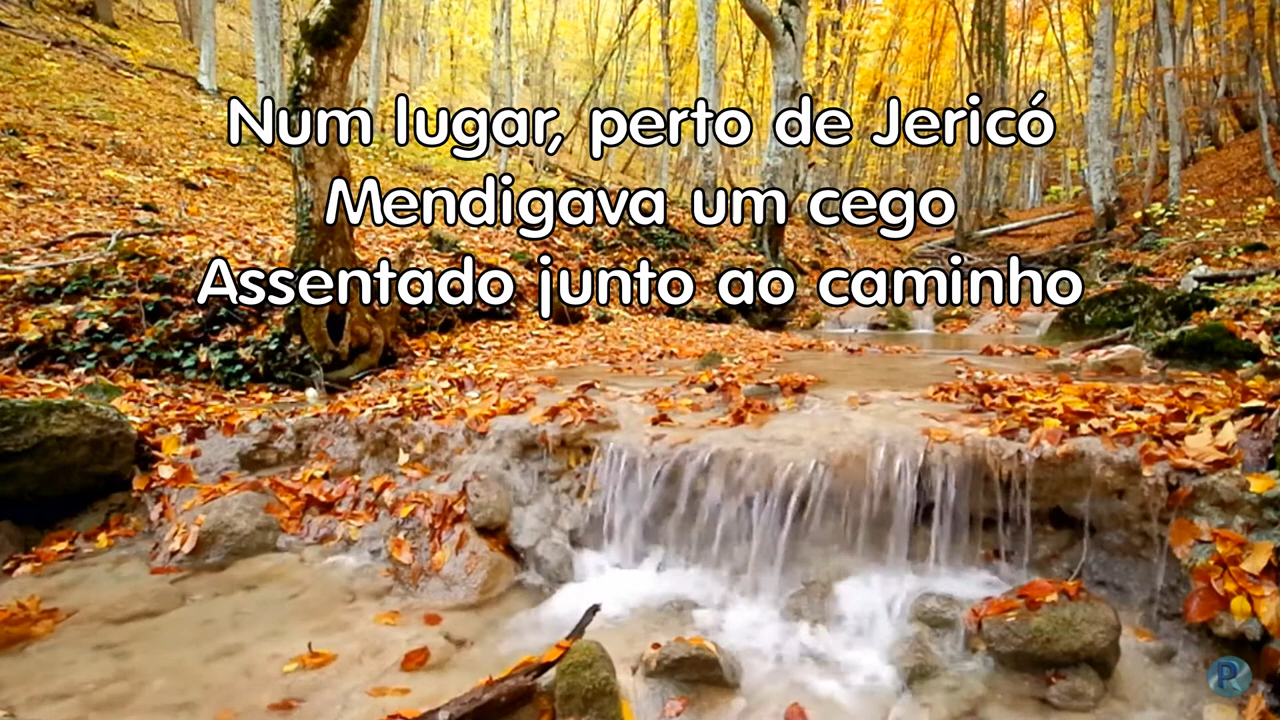 Num lugar, perto de Jericó
Mendigava um cego
Assentado junto ao caminho
P